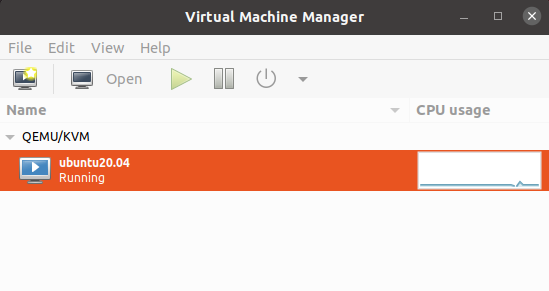 Virtual Machine Manager
File Edit View Help
Open
Name CPU usage
QEMU/KVM
ubuntu20.04
Running